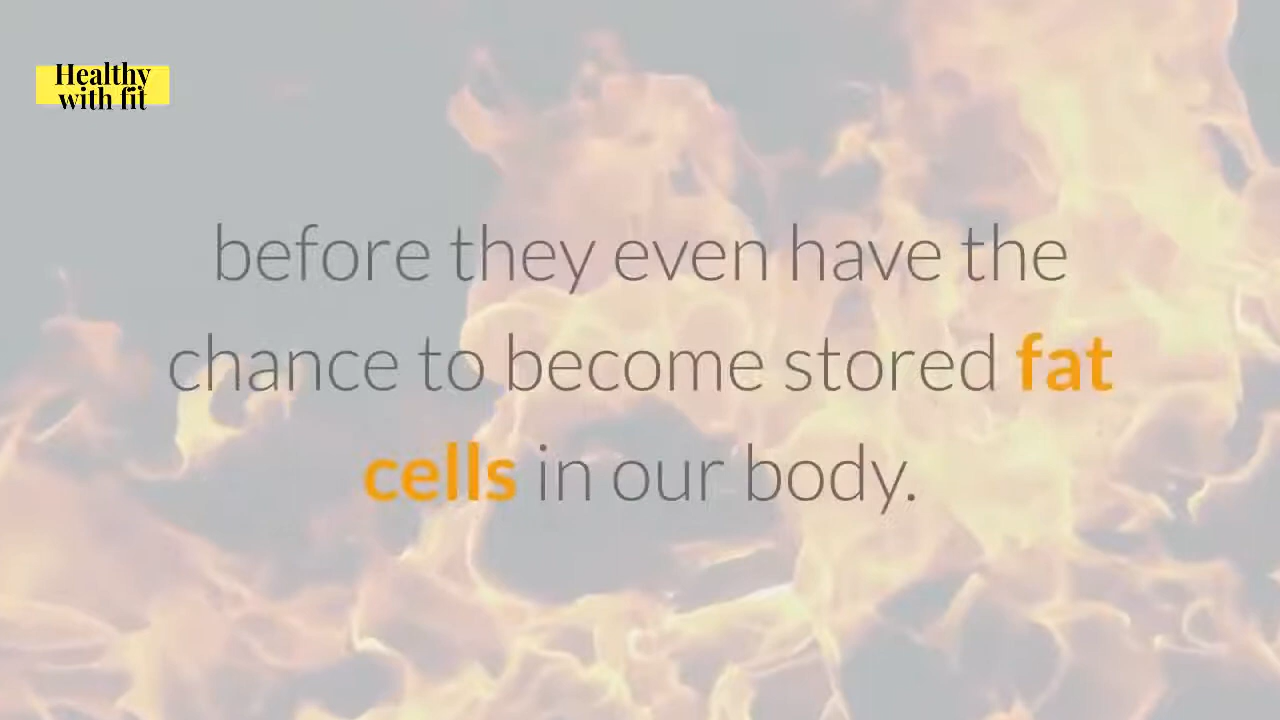 Healthy
with fit
before they even have the
chance to become stored fat
cells in our body.